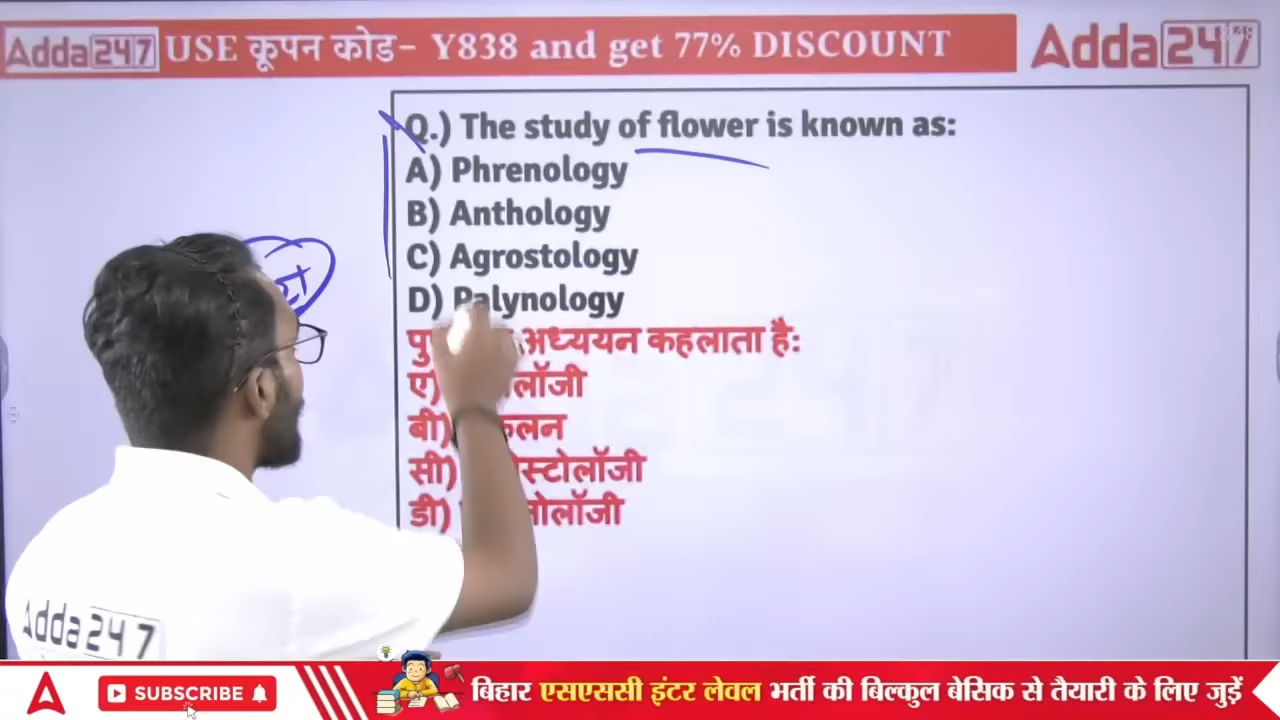 Adda247 USE कूपन कोड- Y838 and get 77% DISCOUNT
Adda247
Q.) The study of flower is known as:
A) Phrenology
B) Anthology
C) Agrostology
D) Palynology
अध्ययन कहलाता है:
ए)
बी)
सी)
डी)
Adda247
SUBSCRIBE
बिहार एसएससी इंटर लेवल भर्ती की बिल्कुल बेसिक से तैयारी के लिए जुड़ें